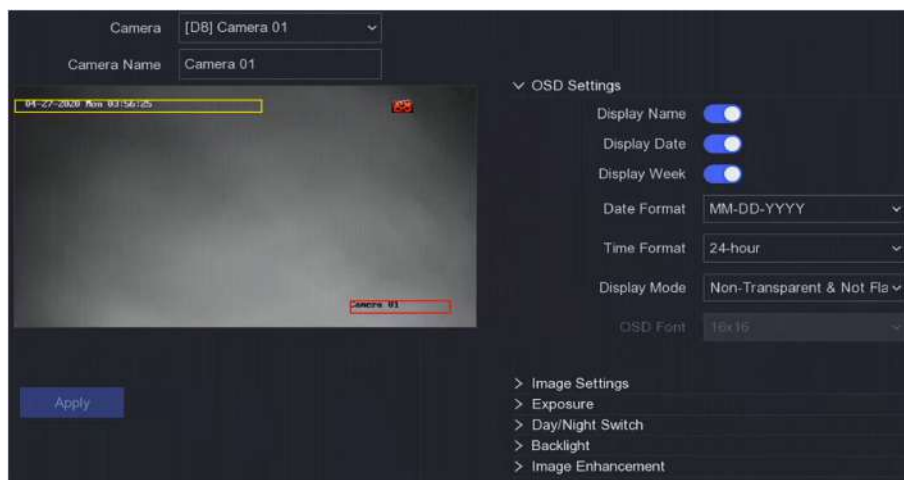 Camera [D8] Camera 01
Camera Name Camera 01
04-27-2020 Mon 03:56:25
Camera 01
Apply
OSD Settings
Display Name
Display Date
Display Week
Date Format MM-DD-YYYY
Time Format 24-hour
Display Mode Non-Transparent & Not Fla
OSD Font 16x16
Image Settings
Exposure
Day/Night Switch
Backlight
Image Enhancement